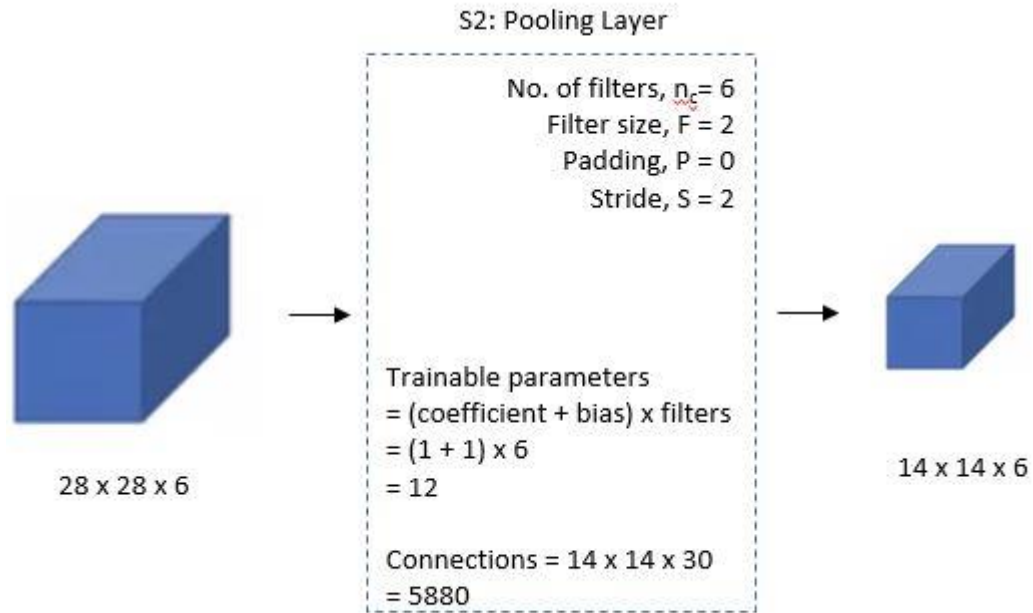 S2: Pooling Layer
No. of filters, nc= 6
Filter size, F = 2
Padding, P = 0
Stride, S = 2
Trainable parameters
= (coefficient + bias) x filters
= (1 + 1) x 6
= 12
Connections = 14 x 14 x 30
= 5880
28 x 28 x 6
14 x 14 x 6